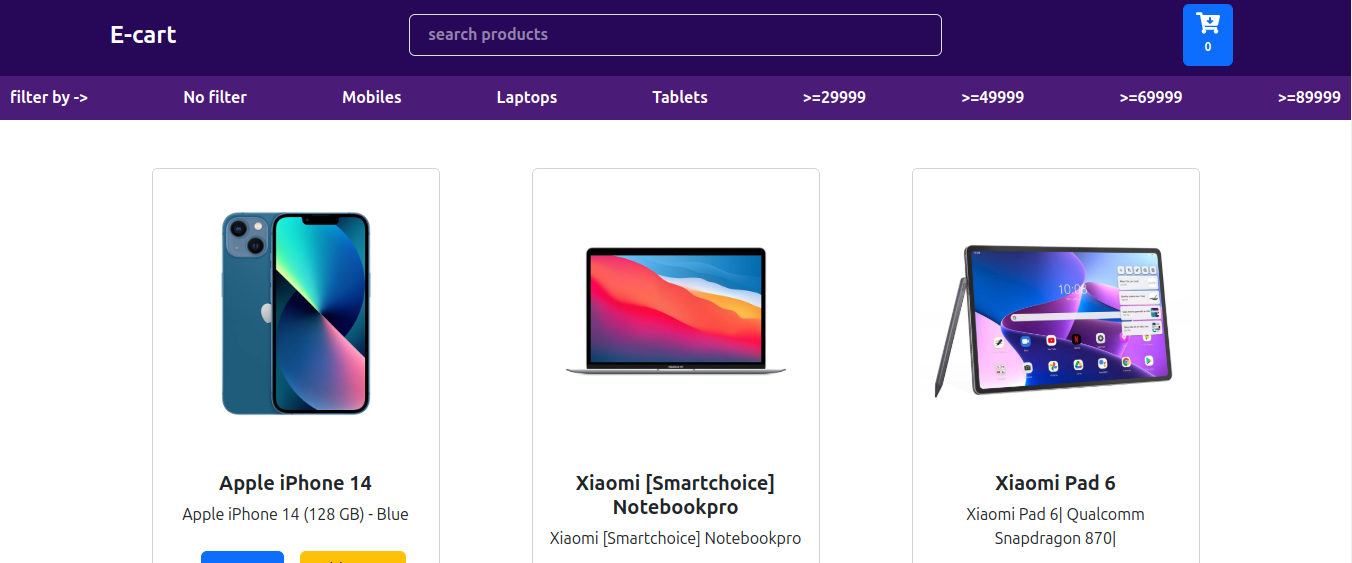 E-cart
search products
0
filter by -> No filter Mobiles Laptops Tablets >=29999 >=49999 >=69999 >=89999
10:08
Apple iPhone 14
Apple iPhone 14 (128 GB) - Blue
Xiaomi [Smartchoice]
Notebookpro
Xiaomi [Smartchoice] Notebookpro
Xiaomi Pad 6
Xiaomi Pad 6| Qualcomm
Snapdragon 870|